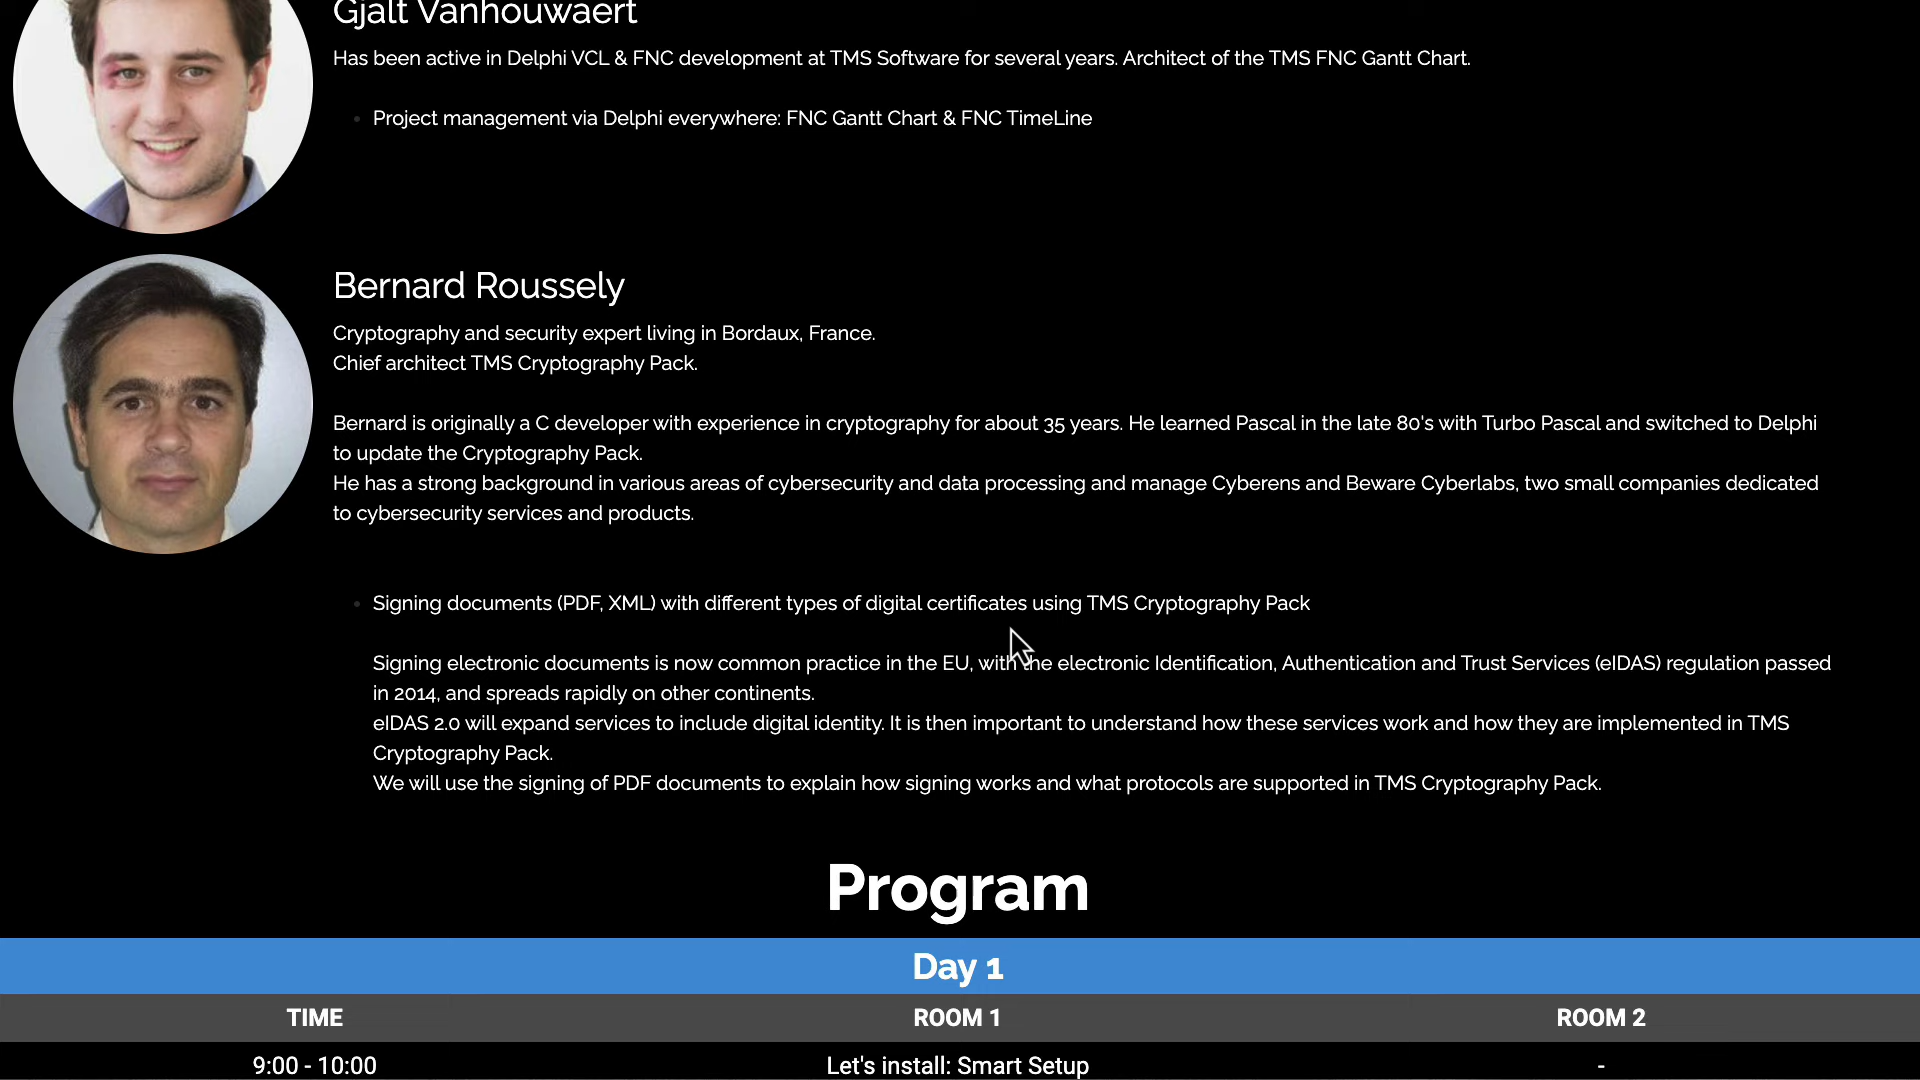 Gjalt Vanhouwaert
Has been active in Delphi VCL & FNC development at TMS Software for several years. Architect of the TMS FNC Gantt Chart.
Project management via Delphi everywhere: FNC Gantt Chart & FNC TimeLine
Bernard Roussely
Cryptography and security expert living in Bordaux, France.
Chief architect TMS Cryptography Pack.
Bernard is originally a C developer with experience in cryptography for about 35 years. He learned Pascal in the late 80's with Turbo Pascal and switched to Delphi
to update the Cryptography Pack.
He has a strong background in various areas of cybersecurity and data processing and manage Cyberens and Beware Cyberlabs, two small companies dedicated
to cybersecurity services and products.
Signing documents (PDF, XML) with different types of digital certificates using TMS Cryptography Pack
Signing electronic documents is now common practice in the EU, with the electronic Identification, Authentication and Trust Services (eIDAS) regulation passed
in 2014, and spreads rapidly on other continents.
eIDAS 2.0 will expand services to include digital identity. It is then important to understand how these services work and how they are implemented in TMS
Cryptography Pack.
We will use the signing of PDF documents to explain how signing works and what protocols are supported in TMS Cryptography Pack.
Program
Day 1
TIME ROOM 1 ROOM 2
9:00 - 10:00 Let's install: Smart Setup -